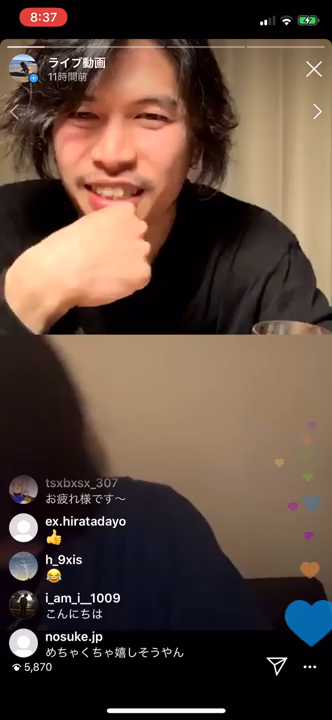 8:37
ライブ動画
11時間前
tsxbxsx_307
お疲れ様です〜
ex.hiratadayo
👍
h_9xis
😂
i_am_i__1009
こんにちは
nosuke.jp
めちゃくちゃ嬉しそうやん
5,870